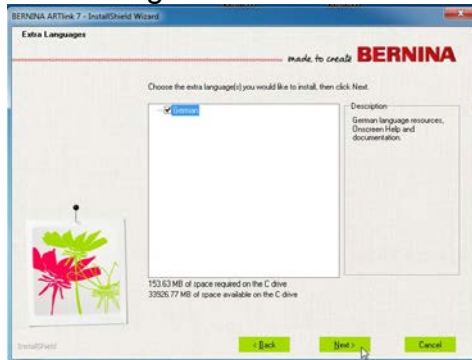 BERNINA ARTlink 7 - InstallShield Wizard
Extra Languages
made to create BERNINA
Choose the extra language(s) you would like to install, then click Next.
German
Description
German language resources,
Onscreen Help and
documentation.
153.63 MB of space required on the C drive
33926.77 MB of space available on the C drive
InstallShield
< Back
Next >
Cancel